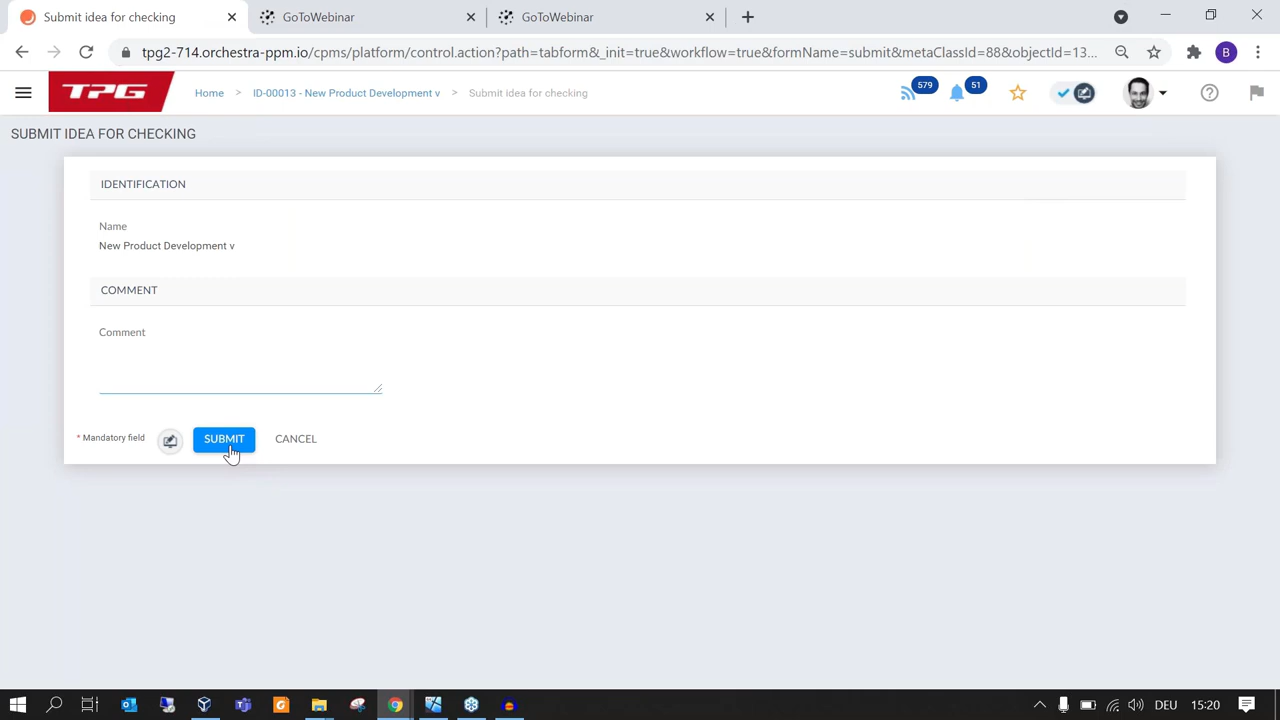 Submit idea for checking
GoToWebinar
GoToWebinar
tpg2-714.orchestra-ppm.io/cpms/platform/control.action?path=tabform&_init=true&workflow=true&formName=submit&metaClassId=88&objectId=13...
B
TPG
Home > ID-00013 - New Product Development v > Submit idea for checking
579
51
SUBMIT IDEA FOR CHECKING
IDENTIFICATION
Name
New Product Development v
COMMENT
Comment
* Mandatory field
SUBMIT
CANCEL
DEU
15:20